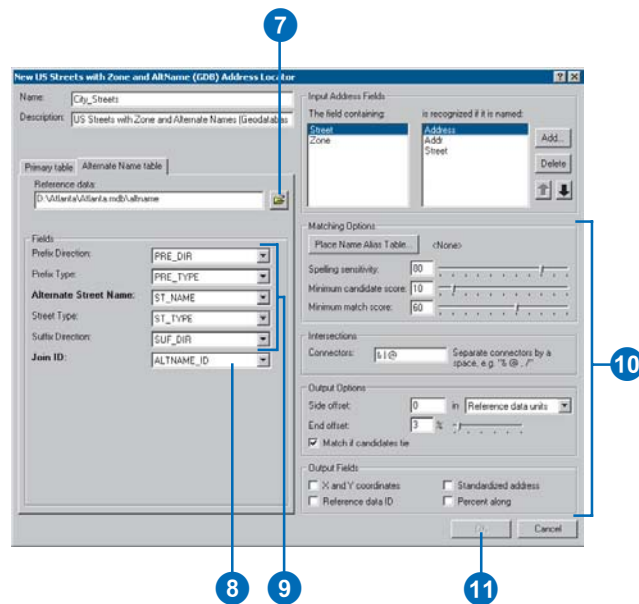 7
New US Streets with Zone and AltName (GDB) Address Locator
Name: City_Streets
Description: US Streets with Zone and Alternate Names (Geodatabas
Primary table Alternate Name table
Reference data:
D:\Atlanta\Atlanta.mdb\altname
Fields
Prefix Direction: PRE_DIR
Prefix Type: PRE_TYPE
Alternate Street Name: ST_NAME
Street Type: ST_TYPE
Suffix Direction: SUF_DIR
Join ID: ALTNAME_ID
Input Address Fields
The field containing: is recognized if it is named:
Street
Zone
Address
Addr
Street
Add...
Delete
Matching Options
Place Name Alias Table... <None>
Spelling sensitivity: 80
Minimum candidate score: 10
Minimum match score: 60
Intersections
Connectors: & | @ Separate connectors by a
space, e.g. "& @ , /"
Output Options
Side offset: 0 in Reference data units
End offset: 3 %
Match if candidates tie
Output Fields
X and Y coordinates Standardized address
Reference data ID Percent along
OK Cancel
10
8
9
11